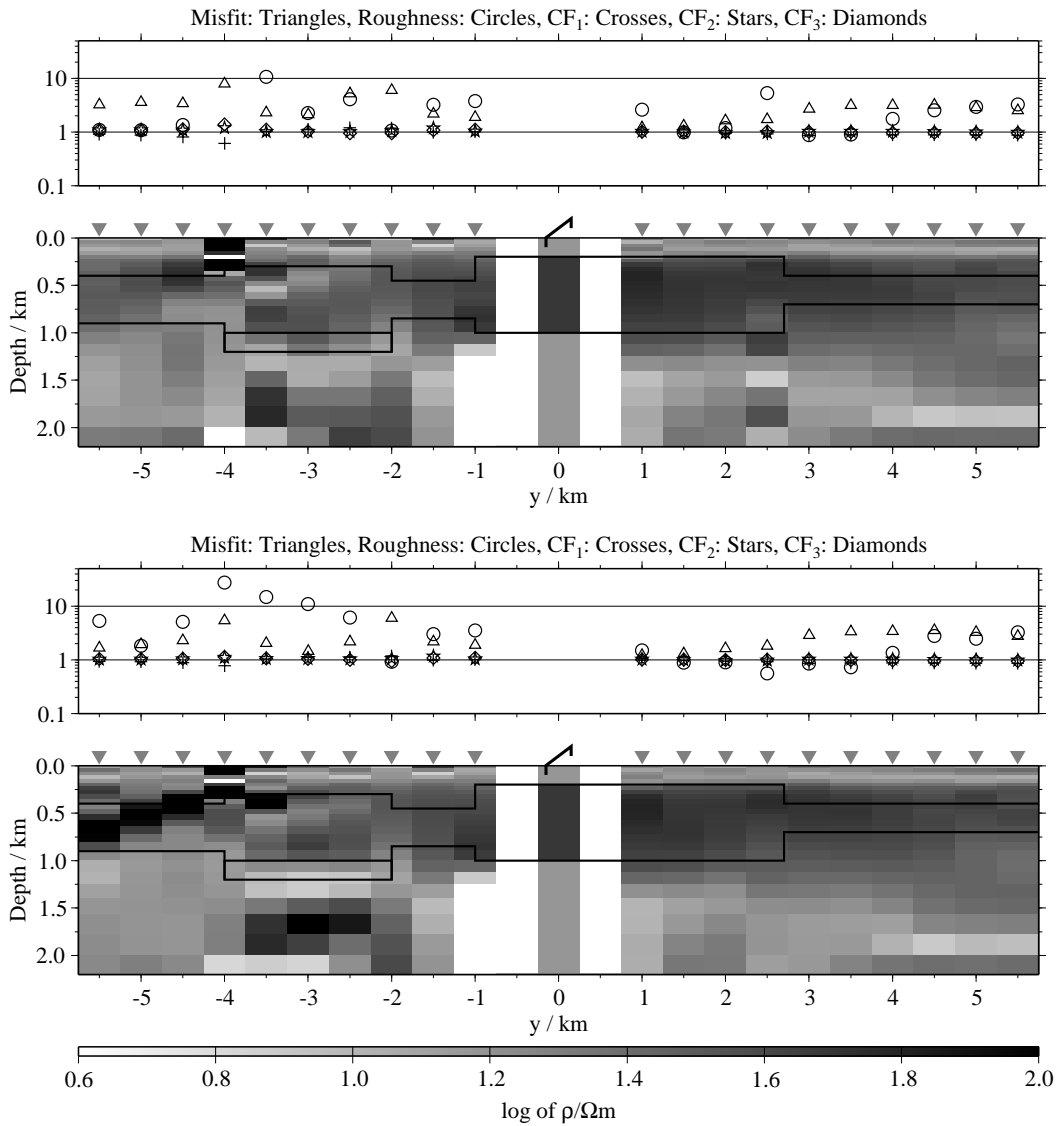 Misfit: Triangles, Roughness: Circles, CF1: Crosses, CF2: Stars, CF3: Diamonds
10
1
0.1
0.0
0.5
1.0
1.5
2.0
Depth / km
-5 -4 -3 -2 -1 0 1 2 3 4 5
y / km
Misfit: Triangles, Roughness: Circles, CF1: Crosses, CF2: Stars, CF3: Diamonds
10
1
0.1
0.0
0.5
1.0
1.5
2.0
Depth / km
-5 -4 -3 -2 -1 0 1 2 3 4 5
y / km
0.6 0.8 1.0 1.2 1.4 1.6 1.8 2.0
log of ρ/Ωm